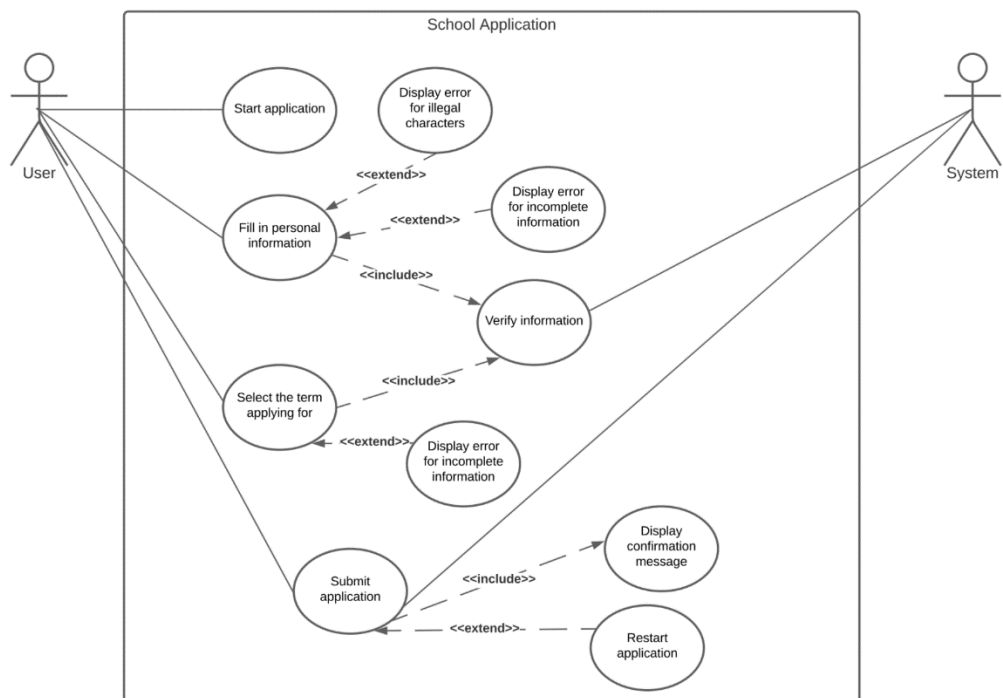 School Application
Start application
Display error
for illegal
characters
User
System
<<extend>>
Display error
for incomplete
information
<<extend>>
Fill in personal
information
<<include>>
Verify information
<<include>>
Select the term
applying for
<<extend>>
Display error
for incomplete
information
Display
confirmation
message
<<include>>
Submit
application
<<extend>>
Restart
application